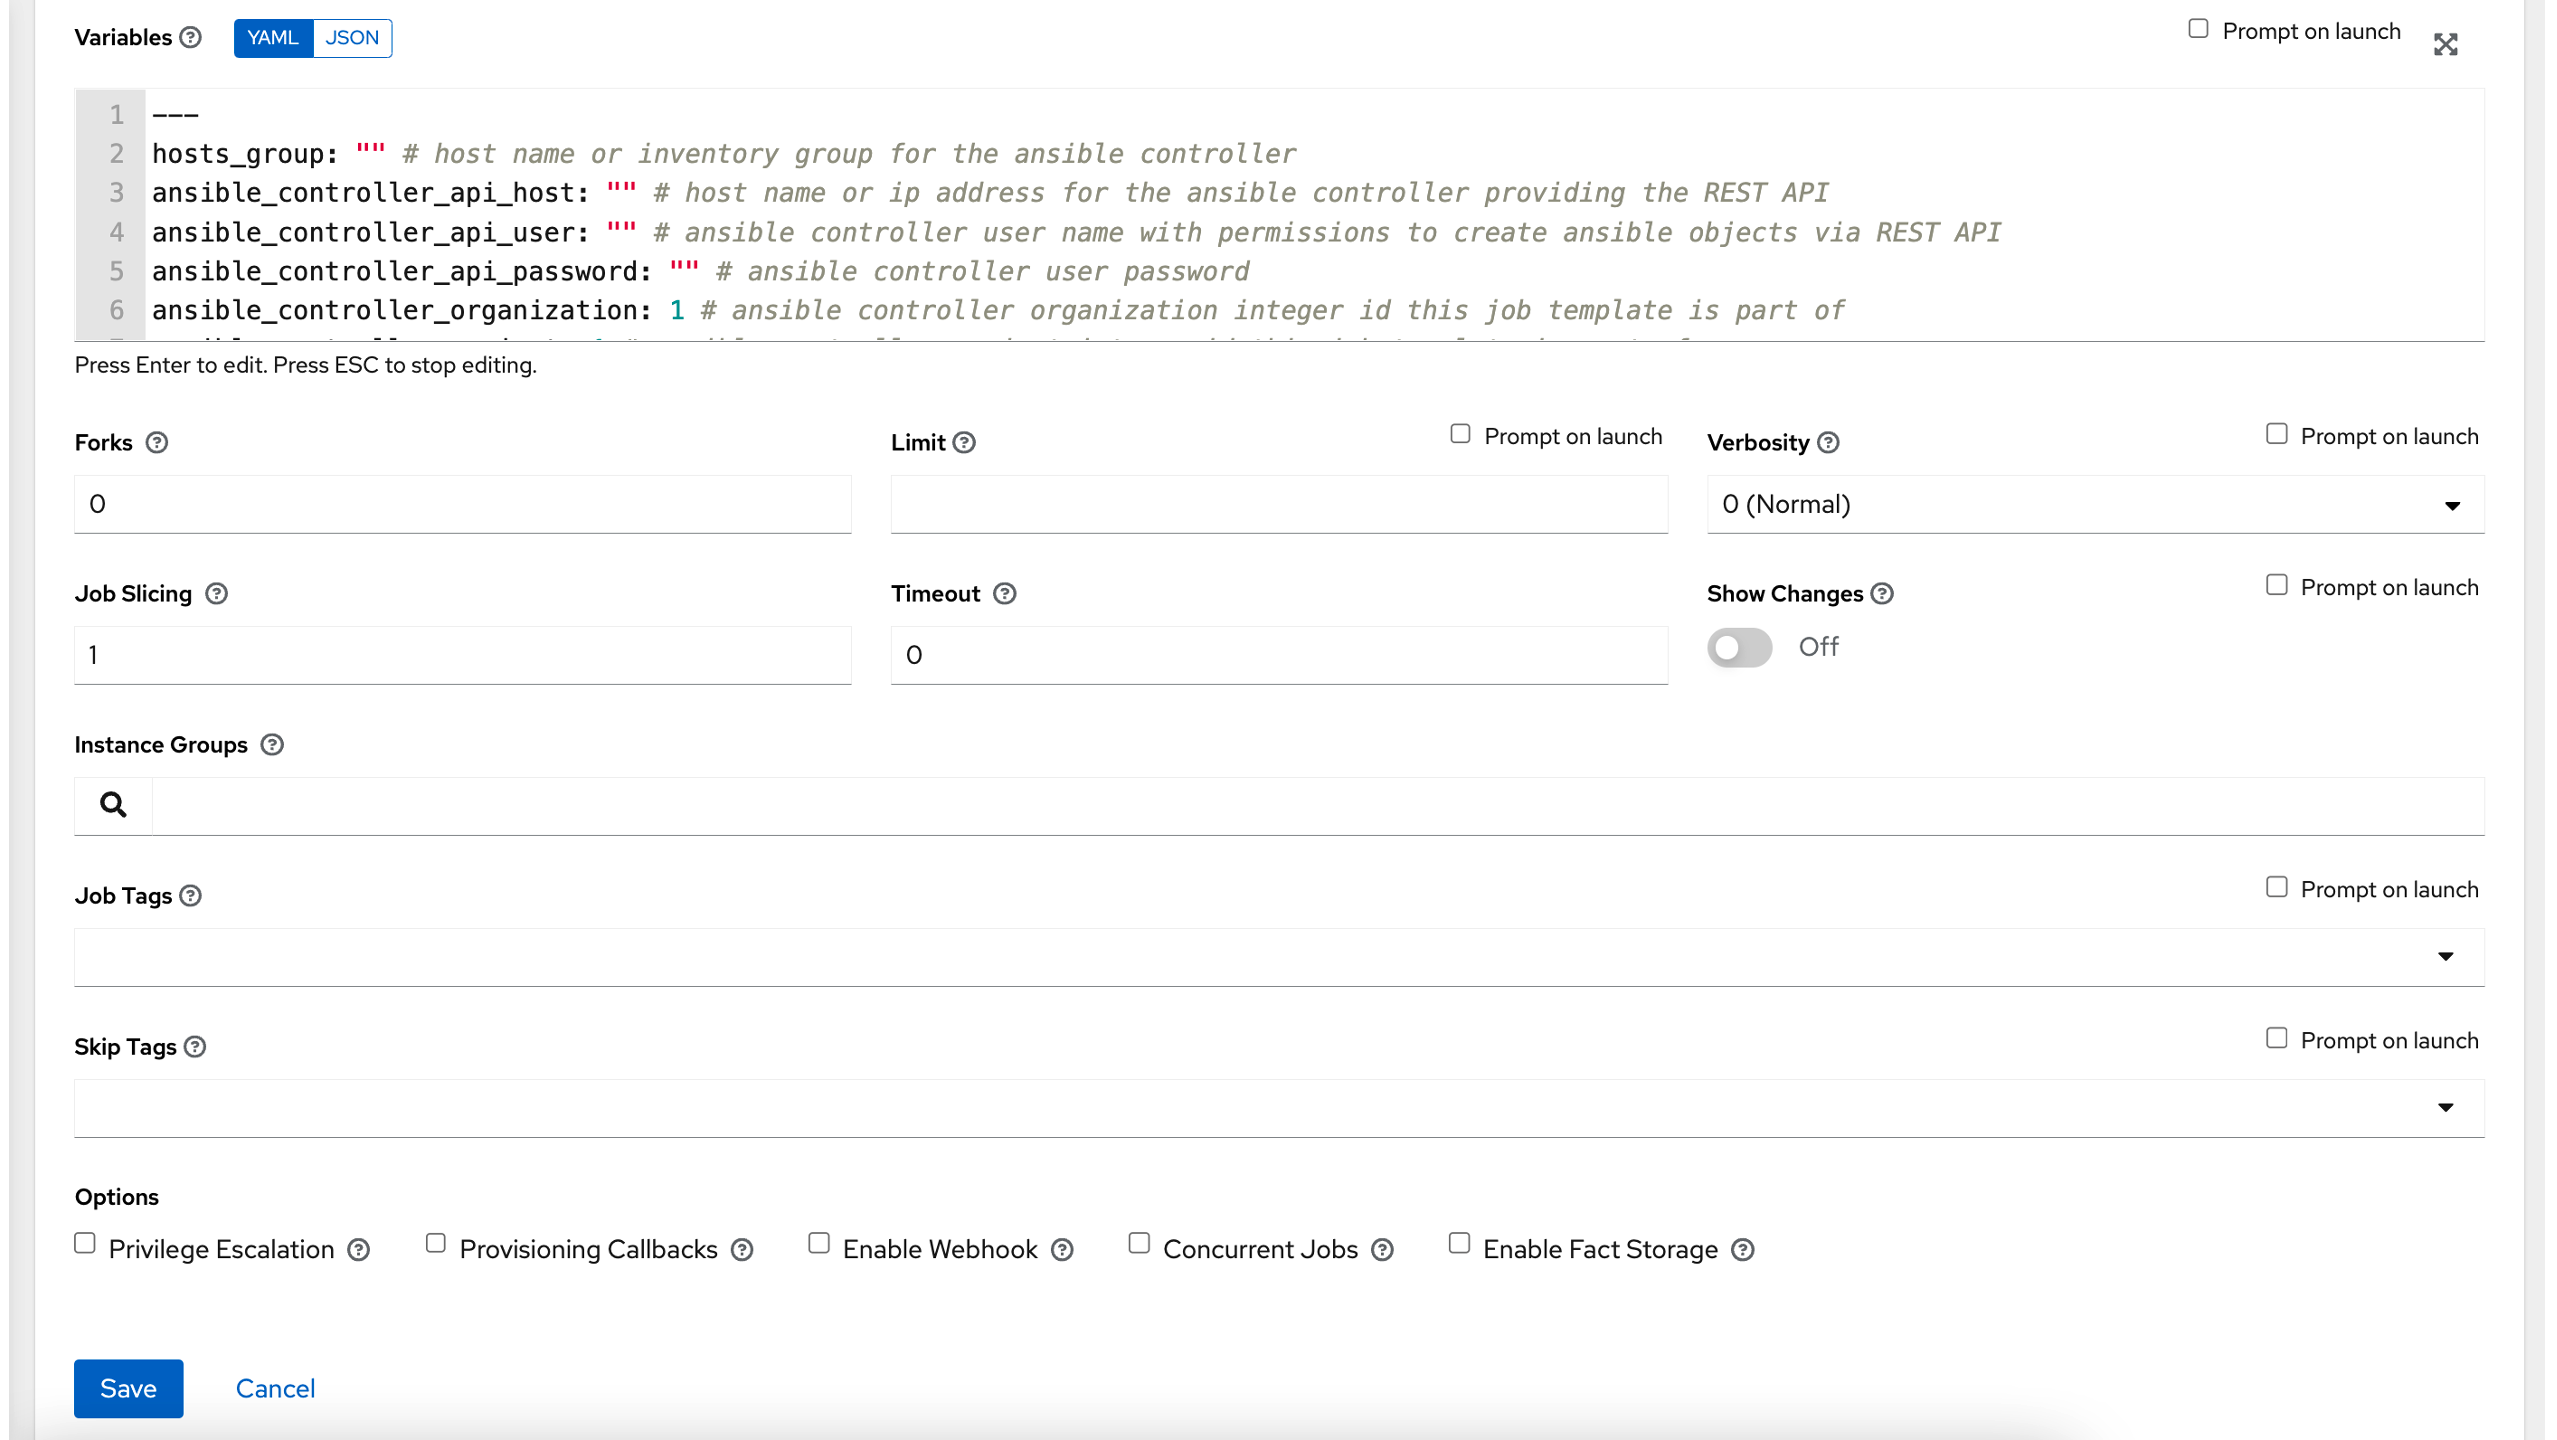 Variables YAML JSON Prompt on launch
1 ---
2 hosts_group: "" # host name or inventory group for the ansible controller
3 ansible_controller_api_host: "" # host name or ip address for the ansible controller providing the REST API
4 ansible_controller_api_user: "" # ansible controller user name with permissions to create ansible objects via REST API
5 ansible_controller_api_password: "" # ansible controller user password
6 ansible_controller_organization: 1 # ansible controller organization integer id this job template is part of
Press Enter to edit. Press ESC to stop editing.
Forks Limit Prompt on launch Verbosity Prompt on launch
0 0 (Normal)
Job Slicing Timeout Show Changes Prompt on launch
1 0 Off
Instance Groups
Job Tags Prompt on launch
Skip Tags Prompt on launch
Options
Privilege Escalation Provisioning Callbacks Enable Webhook Concurrent Jobs Enable Fact Storage
Save Cancel